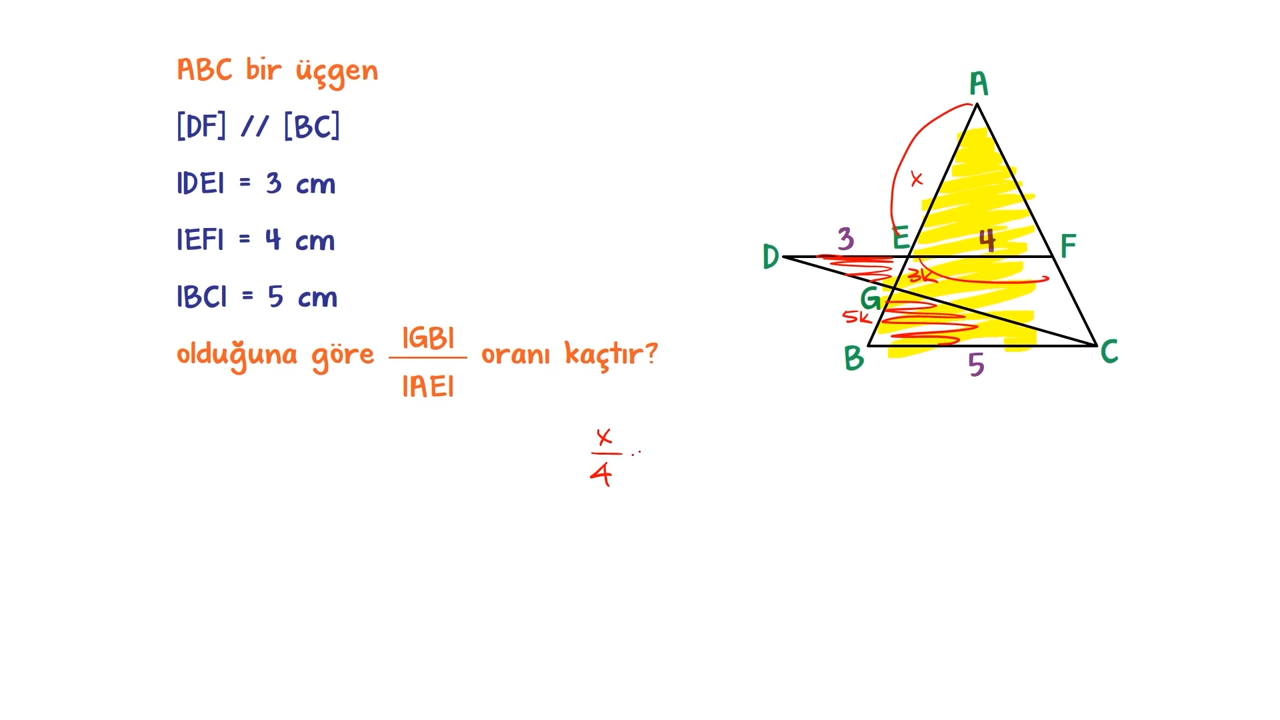 ABC bir üçgen
[DF] // [BC]
|DE| = 3 cm
|EF| = 4 cm
|BC| = 5 cm
olduğuna göre |GB| / |AE| oranı kaçtır?
x
4
A
x
3
E
4
F
D
3k
G
5k
B
5
C